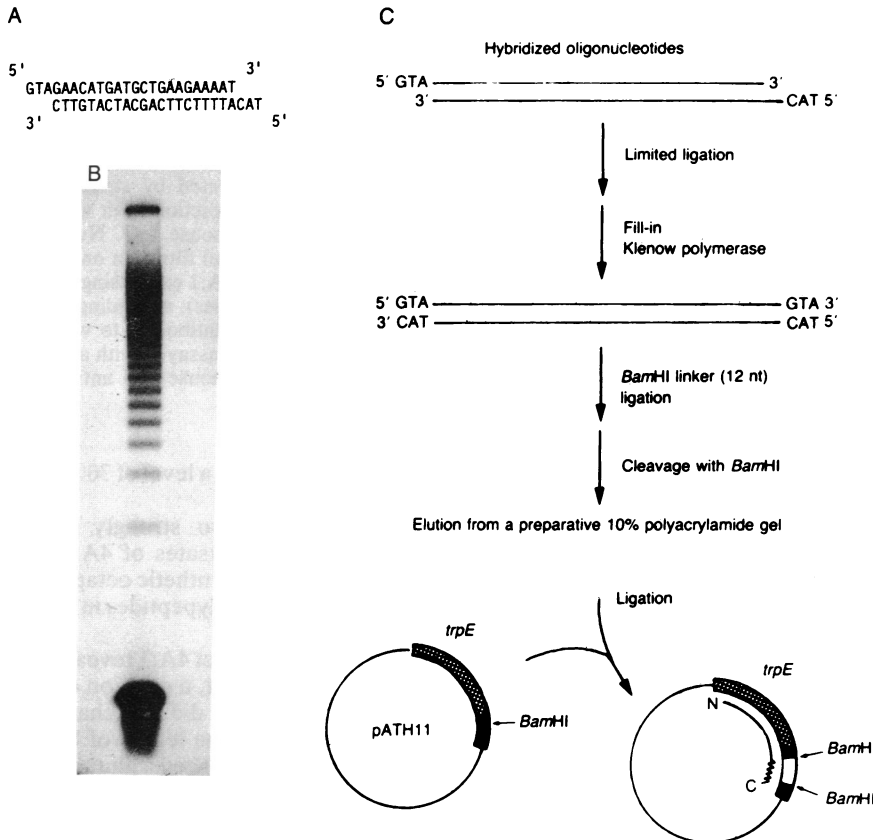 A
5' 3'
GTAGAACATGATGCTGAAGAAAAT
CTTGTACTACGACTTCTTTTACAT
3' 5'
B
C
Hybridized oligonucleotides
5' GTA 3'
3' CAT 5'
Limited ligation
Fill-in
Klenow polymerase
5' GTA GTA 3'
3' CAT CAT 5'
BamHI linker (12 nt)
ligation
Cleavage with BamHI
Elution from a preparative 10% polyacrylamide gel
Ligation
trpE
BamHI
pATH11
trpE
N
C
BamHI
BamHI